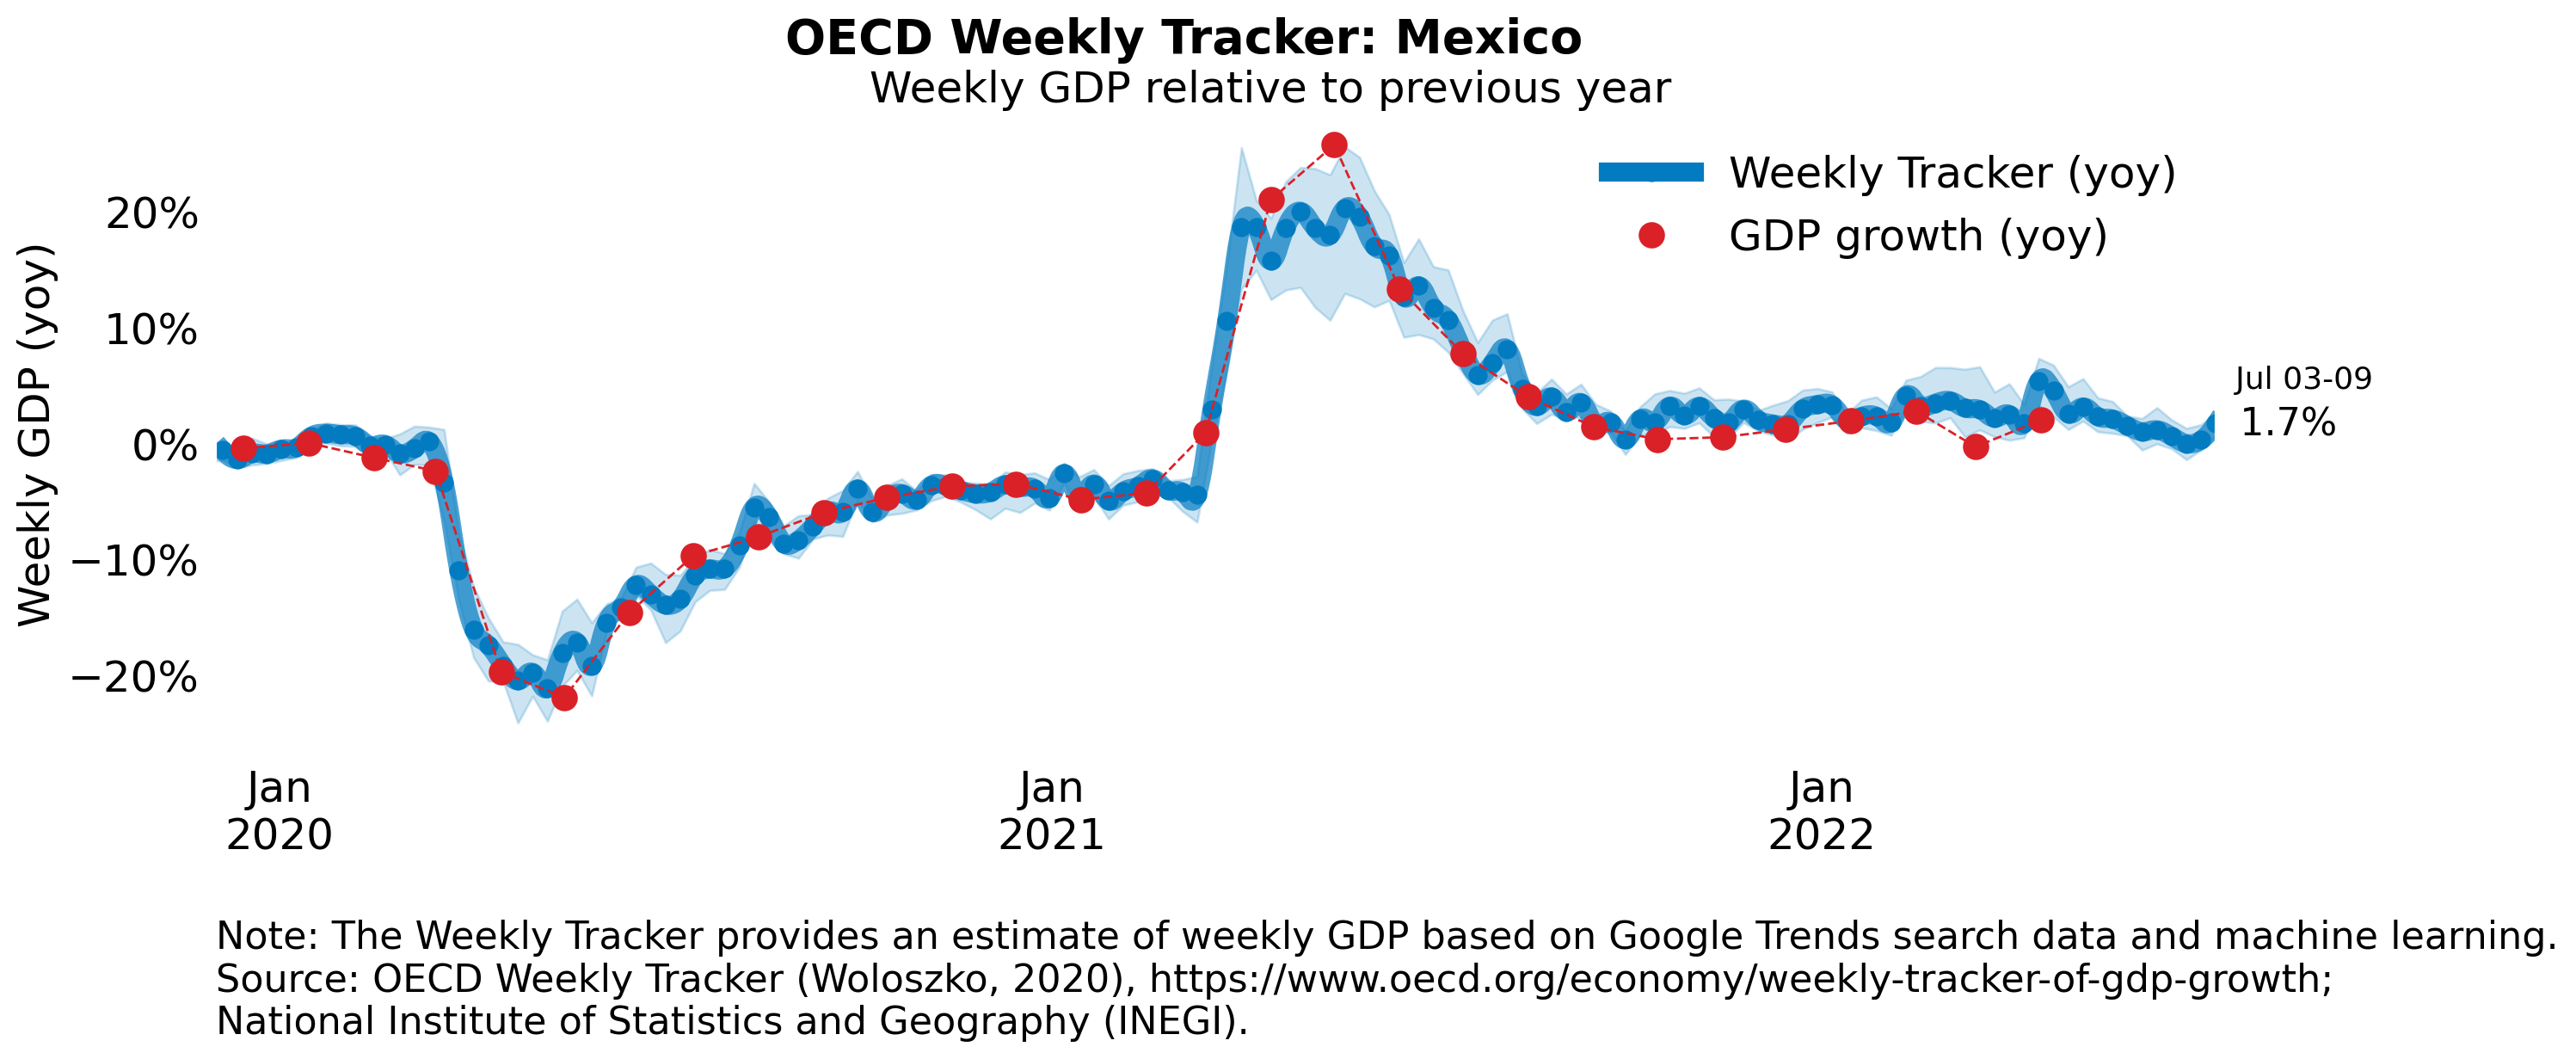 OECD Weekly Tracker: Mexico
Weekly GDP relative to previous year
Weekly Tracker (yoy)
GDP growth (yoy)
Weekly GDP (yoy)
20%
10%
0%
−10%
−20%
Jul 03-09
1.7%
Jan
2020
Jan
2021
Jan
2022
Note: The Weekly Tracker provides an estimate of weekly GDP based on Google Trends search data and machine learning.
Source: OECD Weekly Tracker (Woloszko, 2020), https://www.oecd.org/economy/weekly-tracker-of-gdp-growth;
National Institute of Statistics and Geography (INEGI).